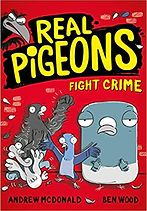 REAL
PIGEONS
FIGHT CRIME
ANDREW MCDONALD
BEN WOOD